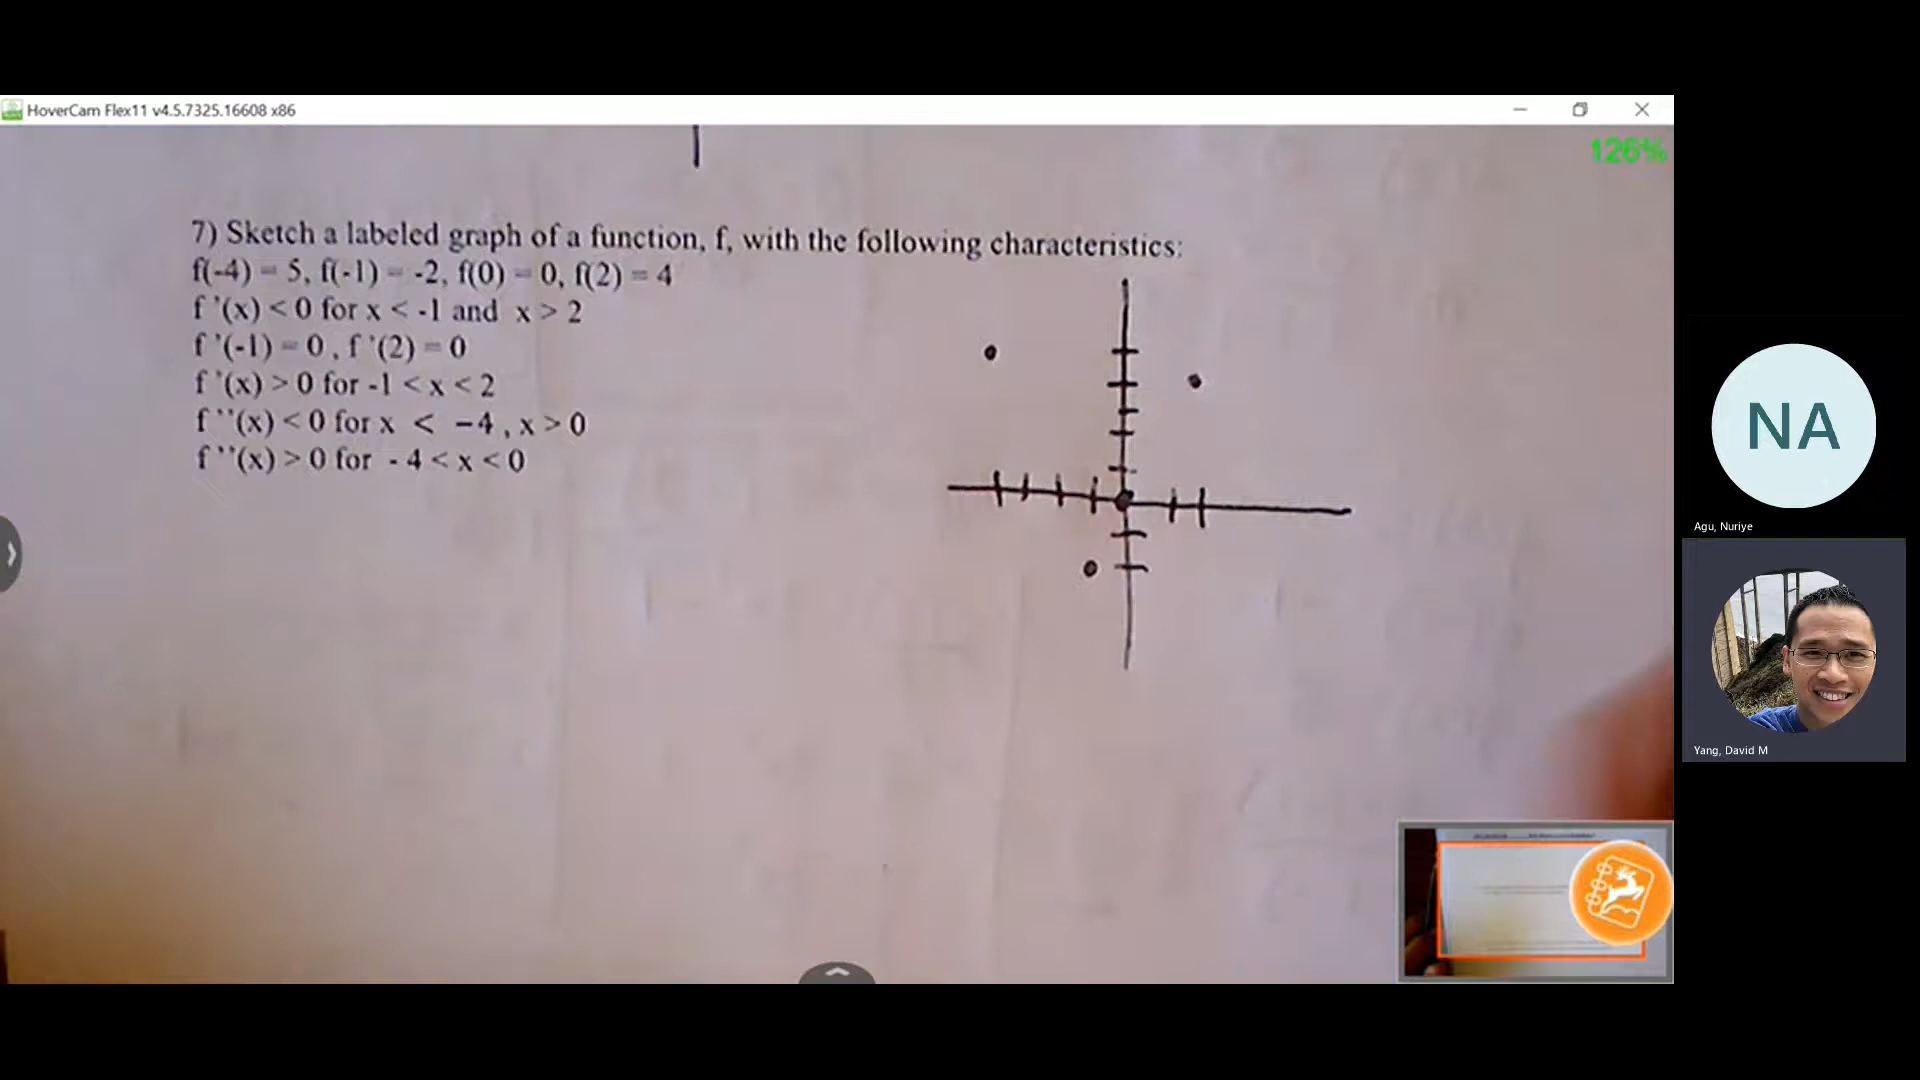 HoverCam Flex11 v4.5.7325.16608 x86
126%
7) Sketch a labeled graph of a function, f, with the following characteristics:
f(-4) = 5, f(-1) = -2, f(0) = 0, f(2) = 4
f '(x) < 0 for x < -1 and x > 2
f '(-1) = 0 , f '(2) = 0
f '(x) > 0 for -1 < x < 2
f ''(x) < 0 for x < −4 , x > 0
f ''(x) > 0 for - 4 < x < 0
NA
Agu, Nuriye
Yang, David M